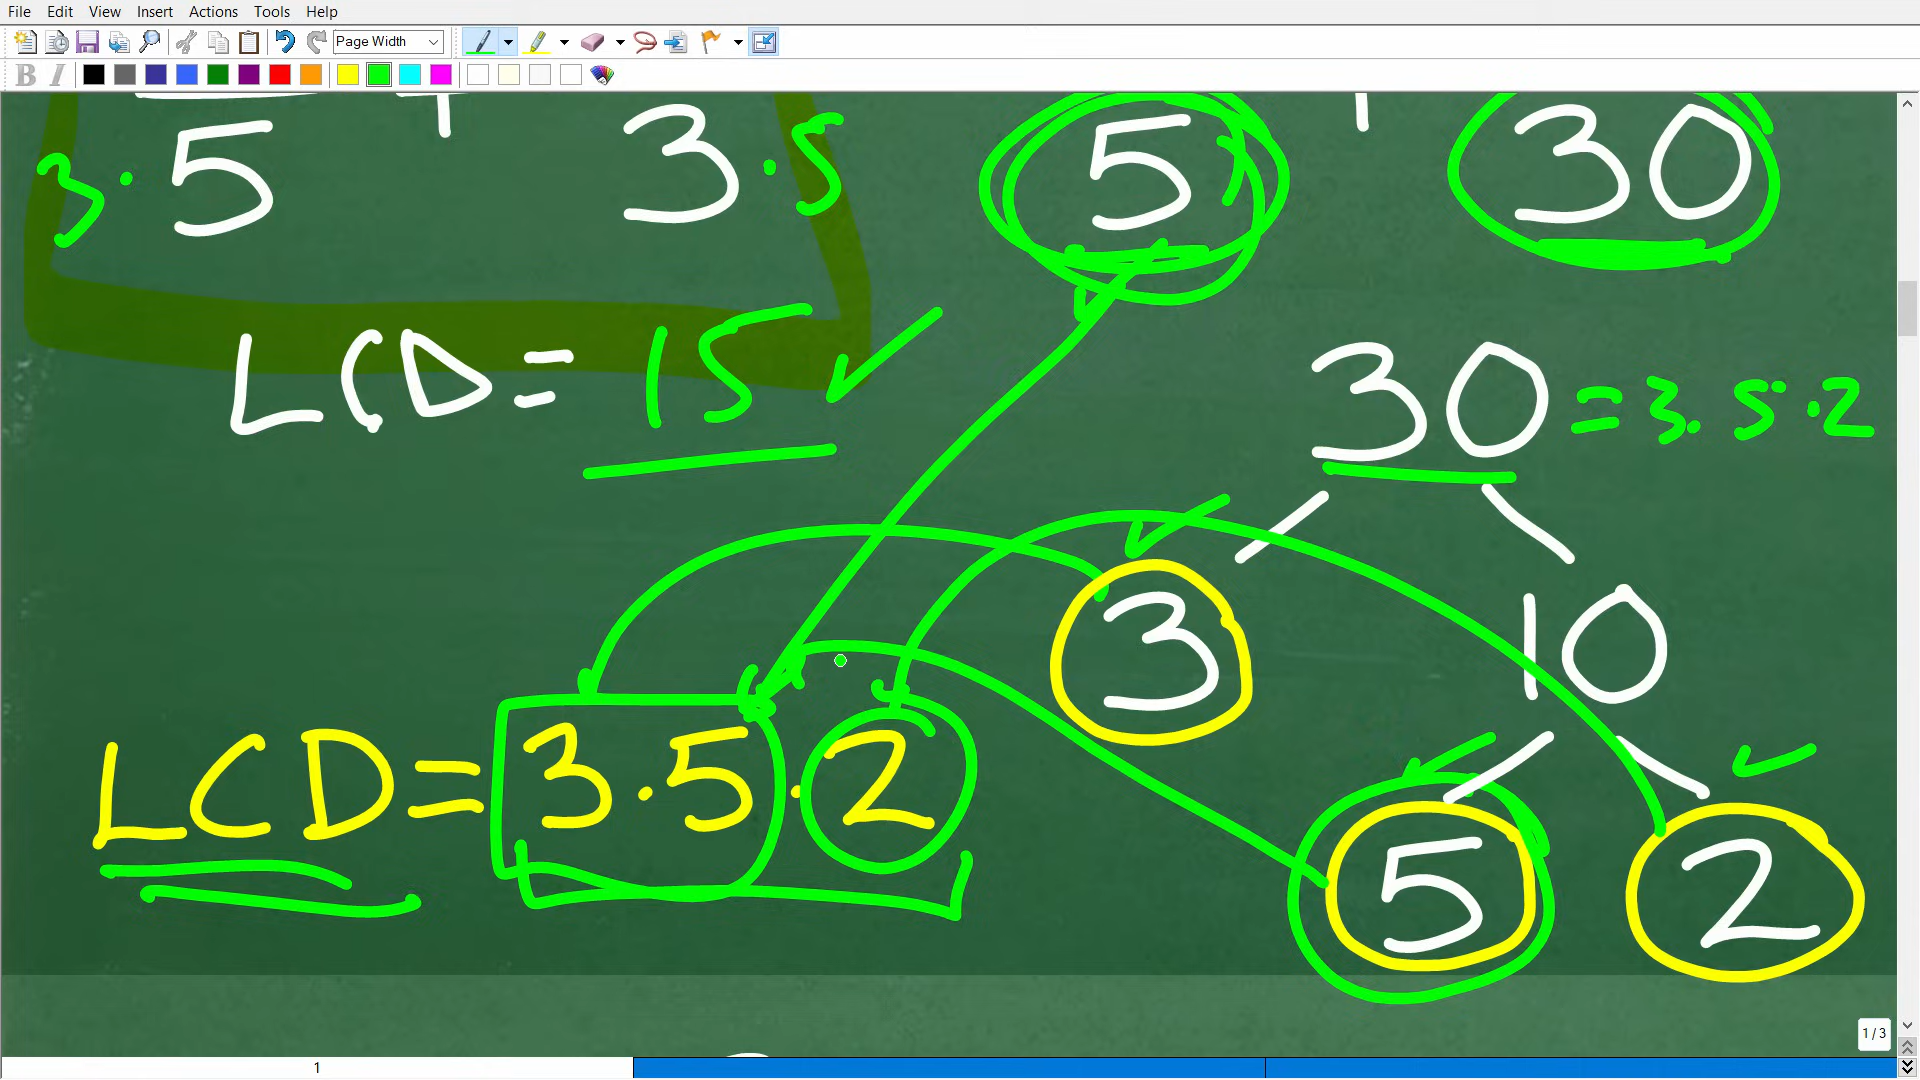 File Edit View Insert Actions Tools Help
Page Width
B I
3 · 5 + 3 · 5 5 30
LCD = 15 ✓
30 = 3 · 5 · 2
3 10
LCD = 3 · 5 · 2
5 2
1 / 3
1